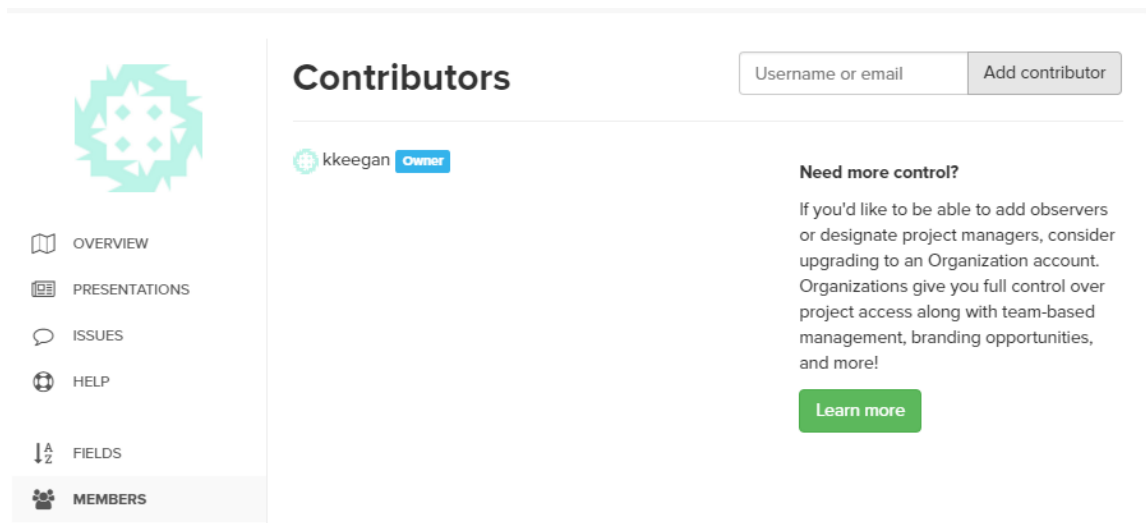 Contributors
Username or email
Add contributor
kkeegan Owner
Need more control?
If you'd like to be able to add observers
or designate project managers, consider
upgrading to an Organization account.
Organizations give you full control over
project access along with team-based
management, branding opportunities,
and more!
Learn more
OVERVIEW
PRESENTATIONS
ISSUES
HELP
FIELDS
MEMBERS